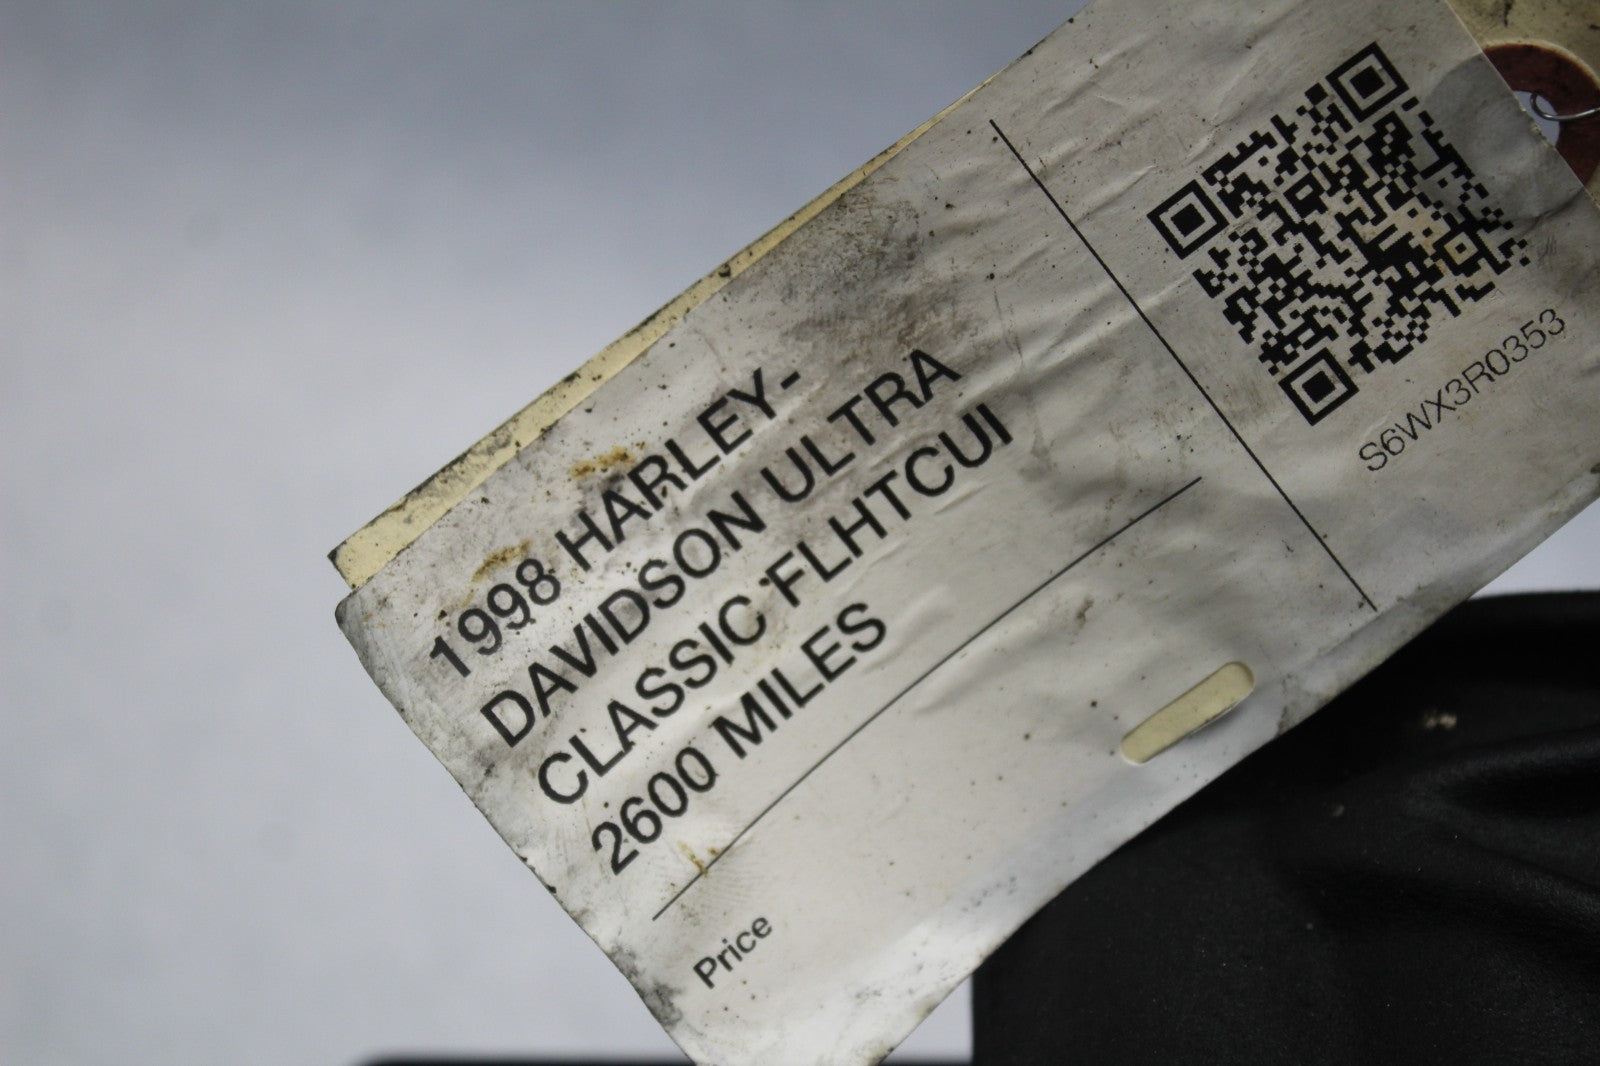 1998 HARLEY-
DAVIDSON ULTRA
CLASSIC FLHTCUI
2600 MILES
Price
S6WX3R0353